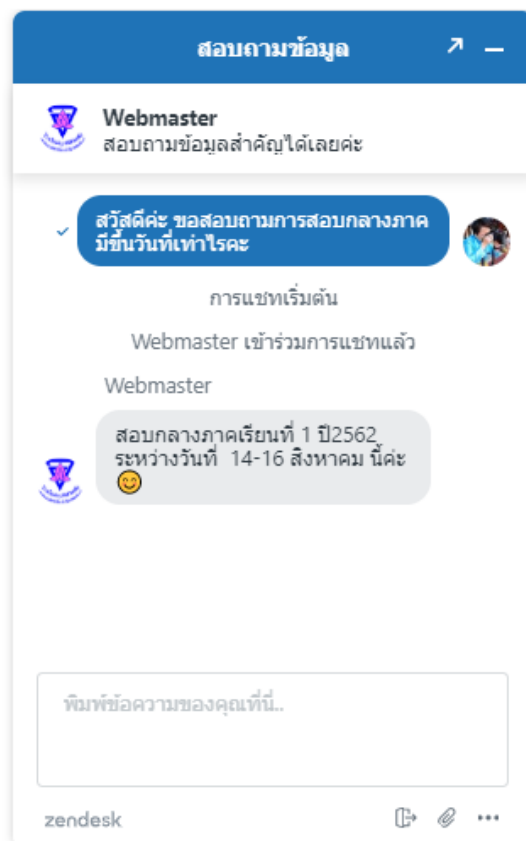 สอบถามข้อมูล
Webmaster
สอบถามข้อมูลสำคัญได้เลยค่ะ
สวัสดีค่ะ ขอสอบถามการสอบกลางภาค
มีขึ้นวันที่เท่าไรคะ
การแชทเริ่มต้น
Webmaster เข้าร่วมการแชทแล้ว
Webmaster
สอบกลางภาคเรียนที่ 1 ปี2562
ระหว่างวันที่ 14-16 สิงหาคม นี้ค่ะ
😊
พิมพ์ข้อความของคุณที่นี่..
zendesk